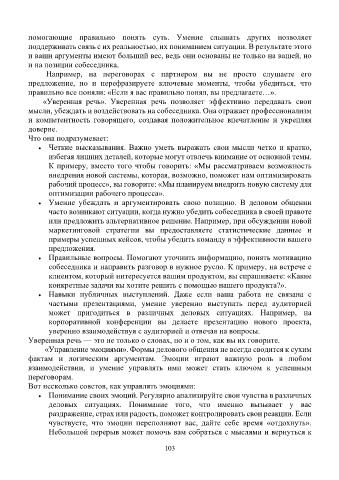 помогающие правильно понять суть. Умение слышать других позволяет
поддерживать связь с их реальностью, их пониманием ситуации. В результате этого
и ваши аргументы имеют больший вес, ведь они основаны не только на вашей, но
и на позиции собеседника.
Например, на переговорах с партнером вы не просто слушаете его
предложение, но и перефразируете ключевые моменты, чтобы убедиться, что
правильно все поняли: «Если я вас правильно понял, вы предлагаете…».
«Уверенная речь». Уверенная речь позволяет эффективно передавать свои
мысли, убеждать и воздействовать на собеседника. Она отражает профессионализм
и компетентность говорящего, создавая положительное впечатление и укрепляя
доверие.
Что она подразумевает:
• Четкие высказывания. Важно уметь выражать свои мысли четко и кратко,
избегая лишних деталей, которые могут отвлечь внимание от основной темы.
К примеру, вместо того чтобы говорить: «Мы рассматриваем возможность
внедрения новой системы, которая, возможно, поможет нам оптимизировать
рабочий процесс», вы говорите: «Мы планируем внедрить новую систему для
оптимизации рабочего процесса».
• Умение убеждать и аргументировать свою позицию. В деловом общении
часто возникают ситуации, когда нужно убедить собеседника в своей правоте
или предложить альтернативное решение. Например, при обсуждении новой
маркетинговой стратегии вы предоставляете статистические данные и
примеры успешных кейсов, чтобы убедить команду в эффективности вашего
предложения.
• Правильные вопросы. Помогают уточнить информацию, понять мотивацию
собеседника и направить разговор в нужное русло. К примеру, на встрече с
клиентом, который интересуется вашим продуктом, вы спрашиваете: «Какие
конкретные задачи вы хотите решить с помощью нашего продукта?».
• Навыки публичных выступлений. Даже если ваша работа не связана с
частыми презентациями, умение уверенно выступать перед аудиторией
может пригодиться в различных деловых ситуациях. Например, на
корпоративной конференции вы делаете презентацию нового проекта,
уверенно взаимодействуя с аудиторией и отвечая на вопросы.
Уверенная речь — это не только о словах, но и о том, как вы их говорите.
«Управление эмоциями». Формы делового общения не всегда сводится к сухим
фактам и логическим аргументам. Эмоции играют важную роль в любом
взаимодействии, и умение управлять ими может стать ключом к успешным
переговорам.
Вот несколько советов, как управлять эмоциями:
• Понимание своих эмоций. Регулярно анализируйте свои чувства в различных
деловых ситуациях. Понимание того, что именно вызывает у вас
раздражение, страх или радость, поможет контролировать свои реакции. Если
чувствуете, что эмоции переполняют вас, дайте себе время «отдохнуть».
Небольшой перерыв может помочь вам собраться с мыслями и вернуться к
103